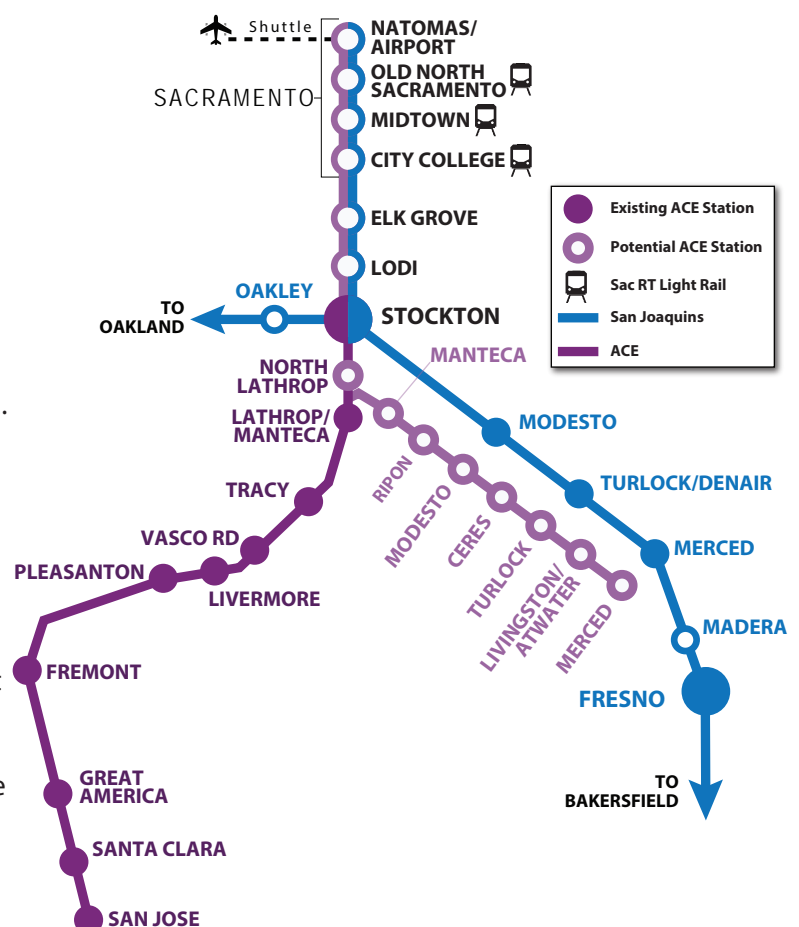 Shuttle
NATOMAS/
AIRPORT
OLD NORTH
SACRAMENTO
SACRAMENTO
MIDTOWN
CITY COLLEGE
ELK GROVE
LODI
Existing ACE Station
Potential ACE Station
Sac RT Light Rail
San Joaquins
ACE
OAKLEY
TO
OAKLAND
STOCKTON
MANTECA
NORTH
LATHROP
LATHROP/
MANTECA
.
MODESTO
RIPON
TRACY
TURLOCK/DENAIR
MODESTO
CERES
VASCO RD
MERCED
TURLOCK
PLEASANTON
LIVERMORE
LIVINGSTON/
ATWATER
MERCED
MADERA
FREMONT
FRESNO
GREAT
AMERICA
e
TO
BAKERSFIELD
SANTA CLARA
SAN JOSE